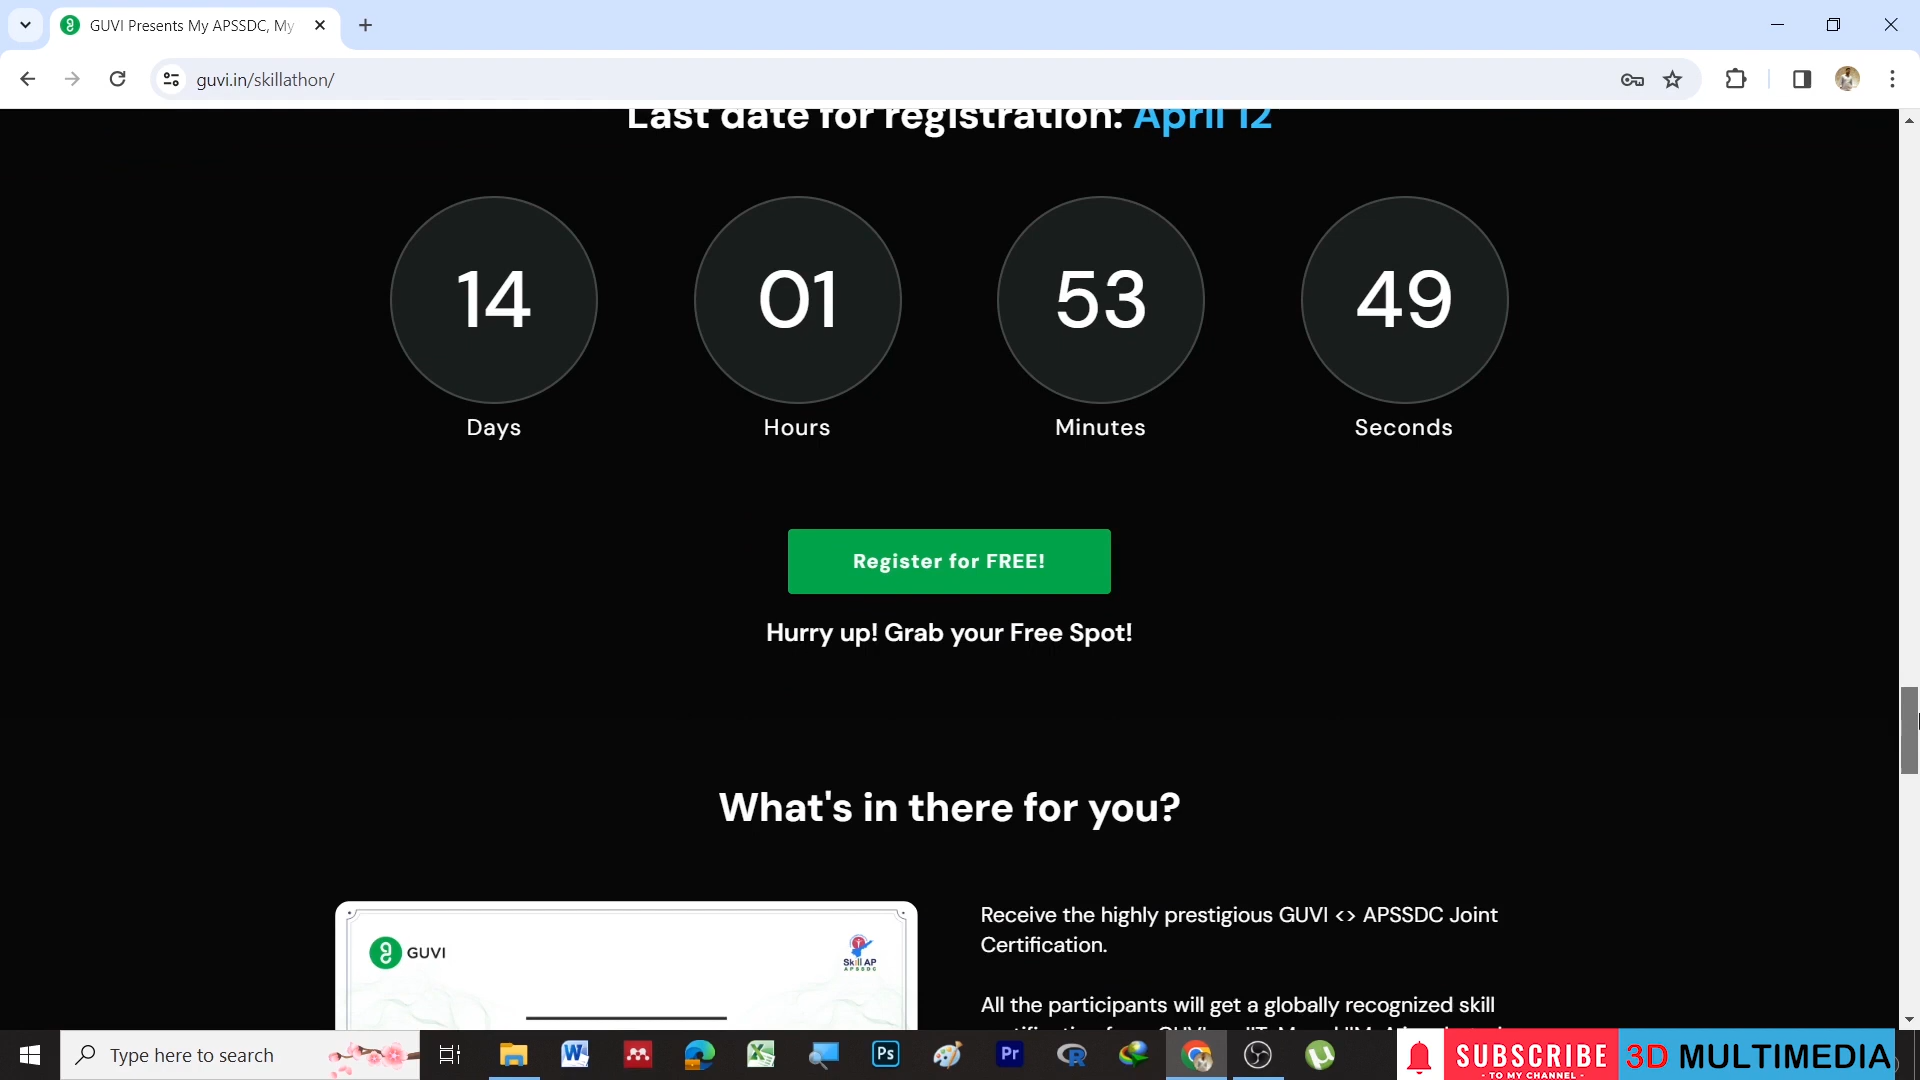 GUVI Presents My APSSDC, My
guvi.in/skillathon/
Last date for registration: April 12
14
01
53
49
Days
Hours
Minutes
Seconds
Register for FREE!
Hurry up! Grab your Free Spot!
What's in there for you?
GUVI
Skill AP
APSSDC
Receive the highly prestigious GUVI <> APSSDC Joint
Certification.
All the participants will get a globally recognized skill
Type here to search
Ps
Pr
SUBSCRIBE
- TO MY CHANNEL -
3D MULTIMEDIA